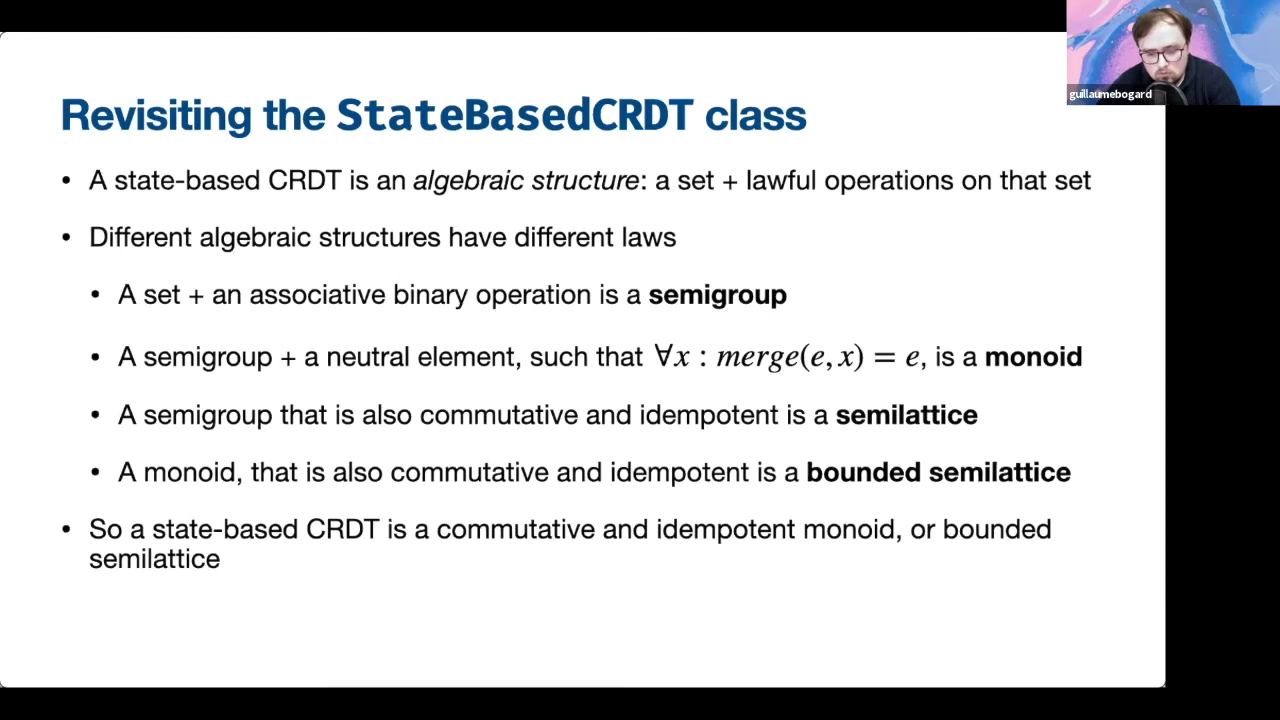 guillaumebogard
Revisiting the StateBasedCRDT class
• A state-based CRDT is an algebraic structure: a set + lawful operations on that set
• Different algebraic structures have different laws
• A set + an associative binary operation is a semigroup
• A semigroup + a neutral element, such that ∀x : merge(e, x) = e, is a monoid
• A semigroup that is also commutative and idempotent is a semilattice
• A monoid, that is also commutative and idempotent is a bounded semilattice
• So a state-based CRDT is a commutative and idempotent monoid, or bounded
semilattice